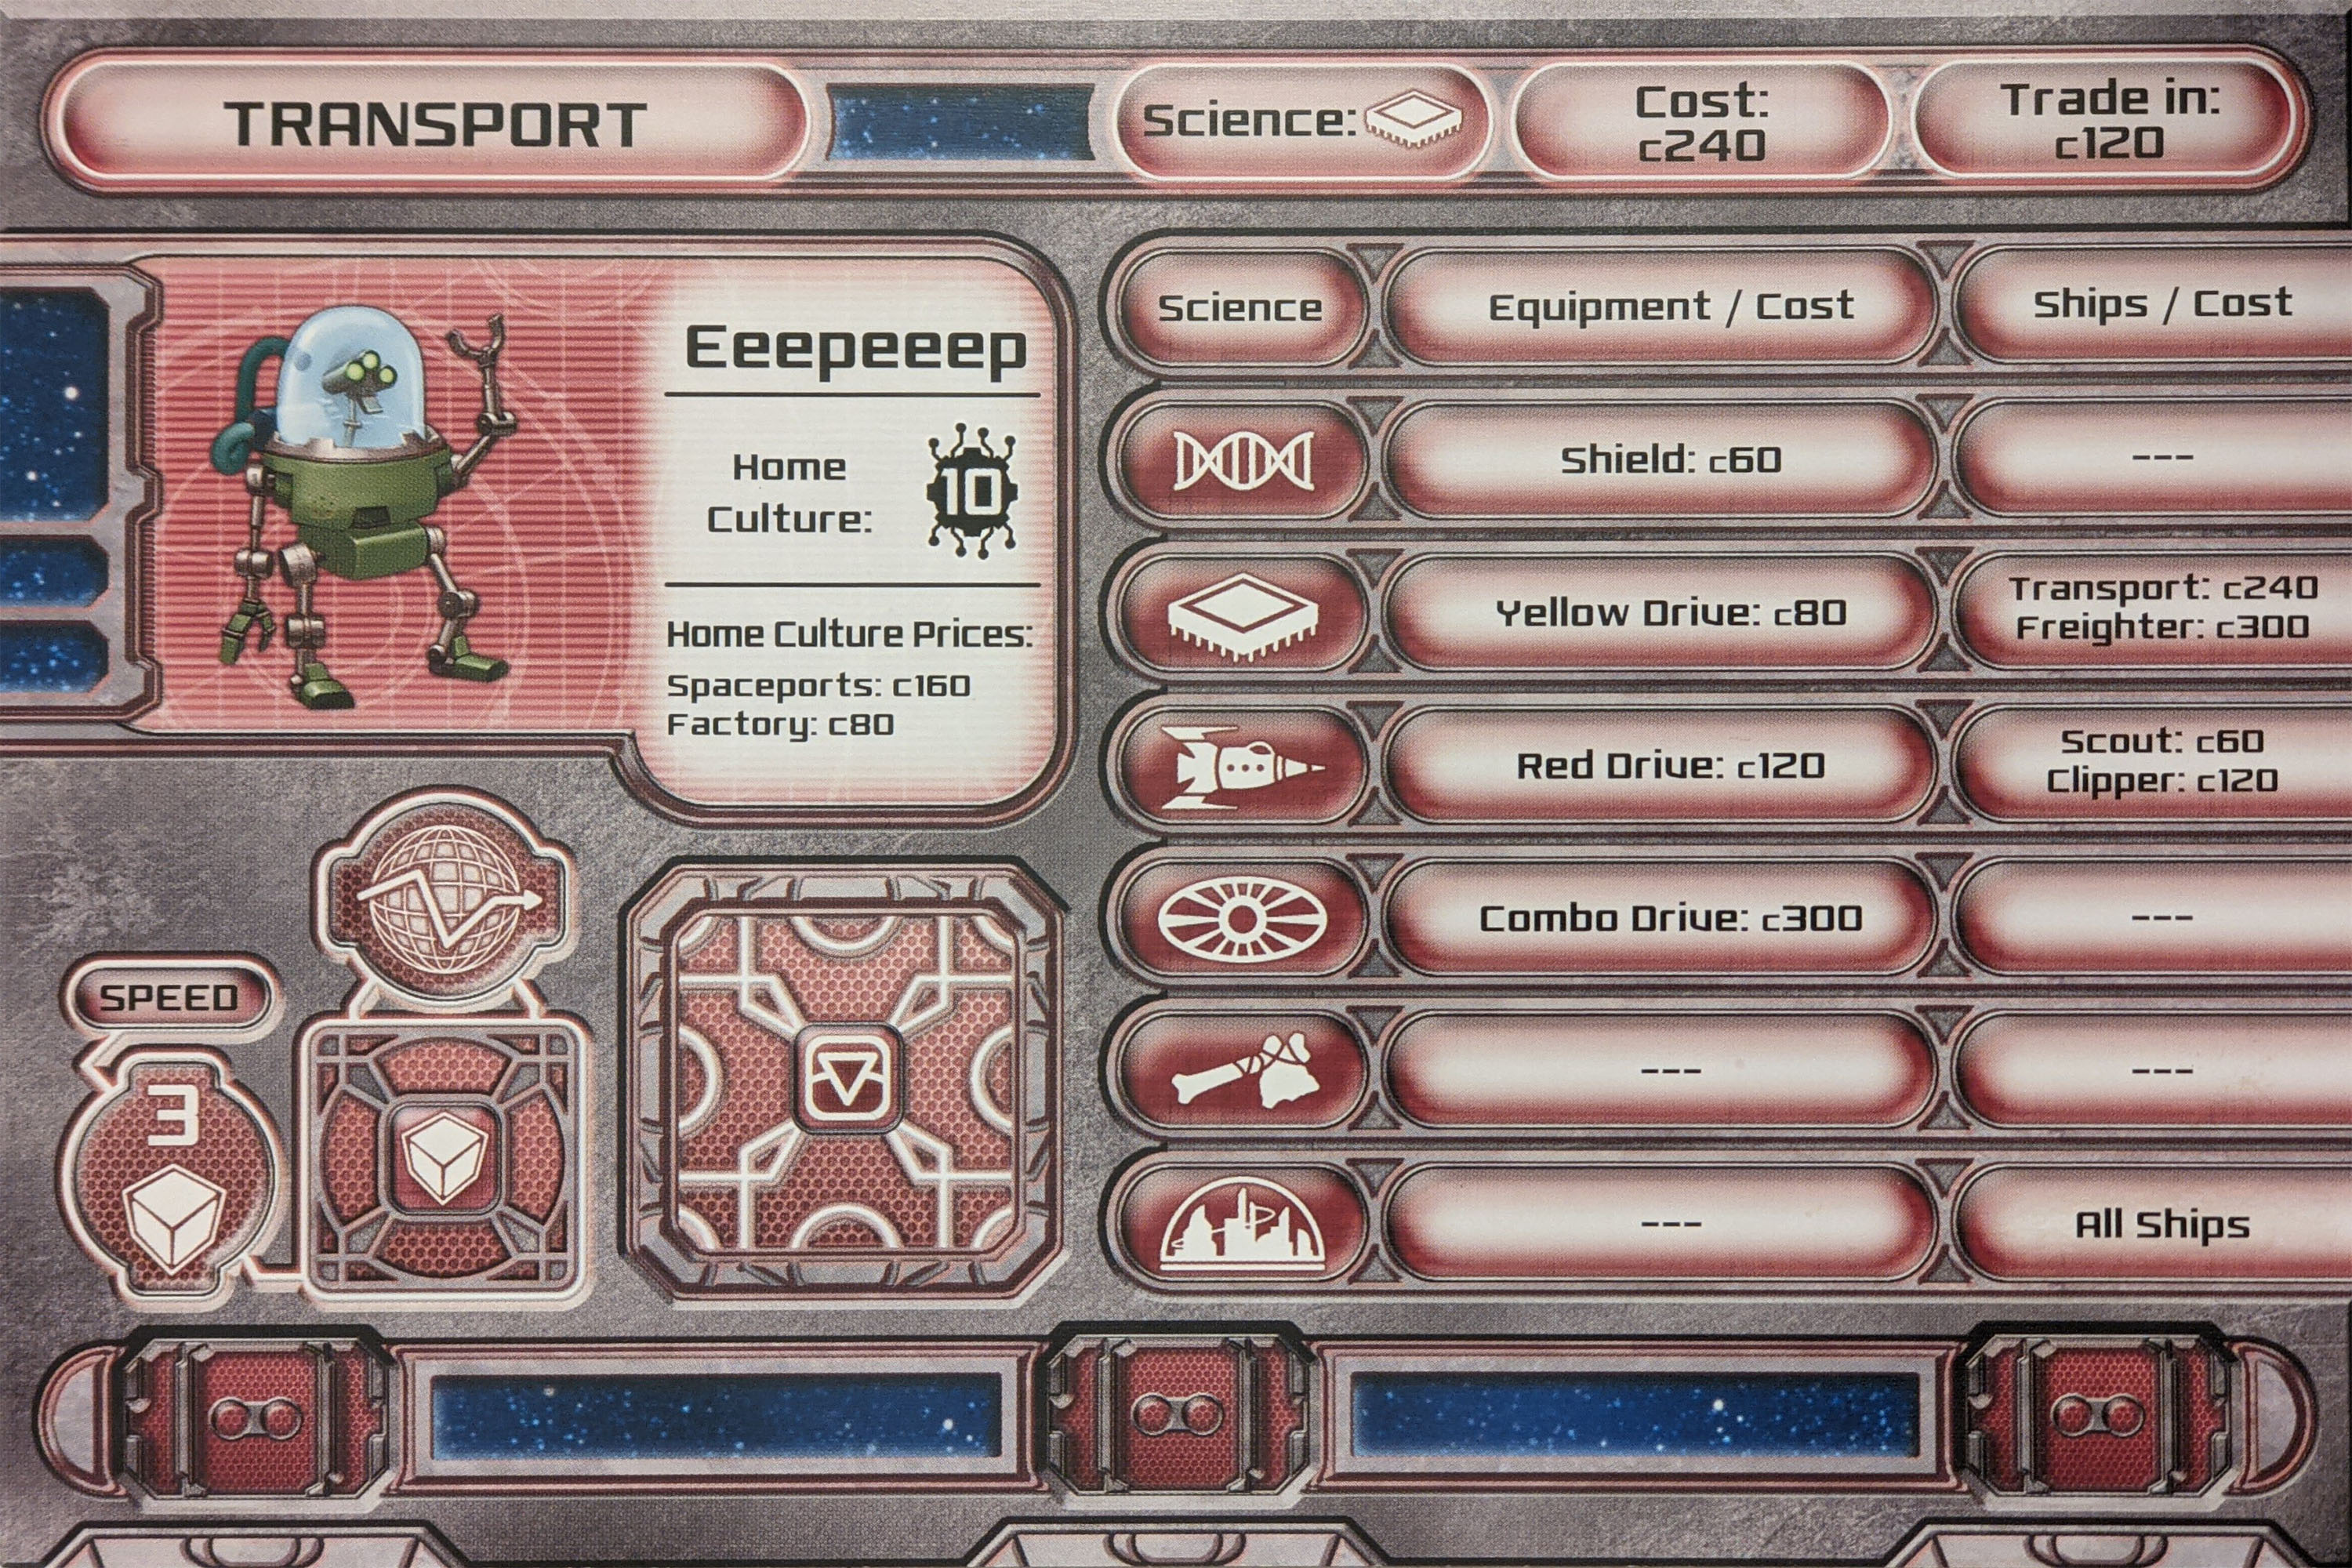 TRANSPORT
Science:
Cost:
c240
Trade in:
c120
Eeepeeep
Home
Culture:
10
Home Culture Prices:
Spaceports: c160
Factory: c80
SPEED
3
Science
Equipment / Cost
Ships / Cost
Shield: c60
---
Yellow Drive: c80
Transport: c240
Freighter: c300
Red Drive: c120
Scout: c60
Clipper: c120
Combo Drive: c300
---
---
---
---
All Ships